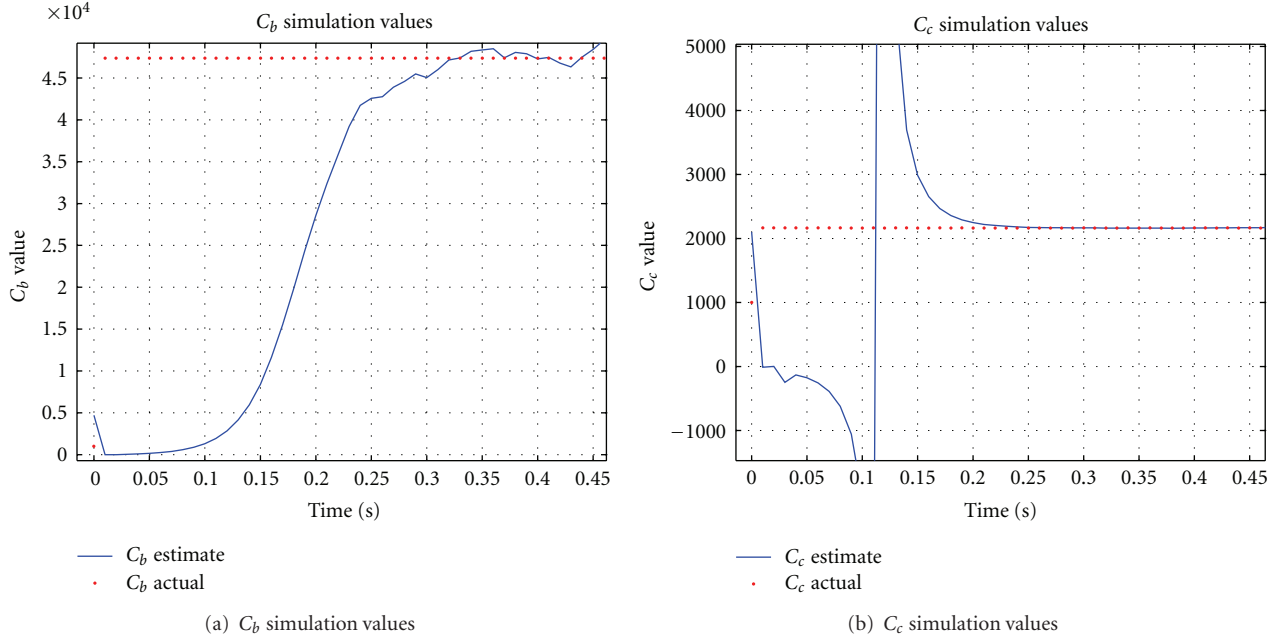 ×10⁴
C_b simulation values
4.5
4
3.5
3
2.5
2
1.5
1
0.5
0
C_b value
0 0.05 0.1 0.15 0.2 0.25 0.3 0.35 0.4 0.45
Time (s)
C_b estimate
C_b actual
(a) C_b simulation values
C_c simulation values
5000
4000
3000
2000
1000
0
−1000
C_c value
0 0.05 0.1 0.15 0.2 0.25 0.3 0.35 0.4 0.45
Time (s)
C_c estimate
C_c actual
(b) C_c simulation values